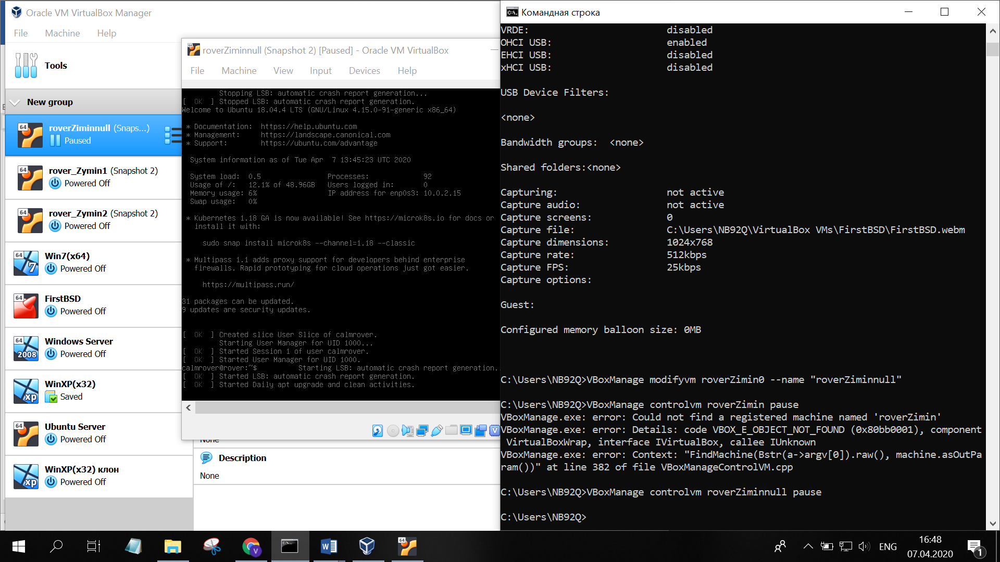 Oracle VM VirtualBox Manager
File Machine Help
Tools
New group
64
roverZiminnull (Snaps...)
Paused
64
rover_Zymin1 (Snapshot 2)
Powered Off
64
rover_Zymin2 (Snapshot 2)
Powered Off
64
7
Win7(x64)
Powered Off
64
FirstBSD
Powered Off
64
2008
Windows Server
Powered Off
xp
WinXP(x32)
Saved
64
Ubuntu Server
Powered Off
xp
WinXP(x32) клон
Powered Off
64
roverZiminnull (Snapshot 2) [Paused] - Oracle VM VirtualBox
File Machine View Input Devices Help
Stopping LSB: automatic crash report generation...
[ OK ] Stopped LSB: automatic crash report generation.
Welcome to Ubuntu 18.04.4 LTS (GNU/Linux 4.15.0-91-generic x86_64)
* Documentation: https://help.ubuntu.com
* Management: https://landscape.canonical.com
* Support: https://ubuntu.com/advantage
System information as of Tue Apr 7 13:45:23 UTC 2020
System load: 0.5 Processes: 92
Usage of /: 12.1% of 48.96GB Users logged in: 0
Memory usage: 6% IP address for enp0s3: 10.0.2.15
Swap usage: 0%
* Kubernetes 1.18 GA is now available! See https://microk8s.io for docs or
install it with:
sudo snap install microk8s --channel=1.18 --classic
* Multipass 1.1 adds proxy support for developers behind enterprise
firewalls. Rapid prototyping for cloud operations just got easier.
https://multipass.run/
31 packages can be updated.
9 updates are security updates.
[ OK ] Created slice User Slice of calmrover.
Starting User Manager for UID 1000...
[ OK ] Started Session 1 of user calmrover.
[ OK ] Started User Manager for UID 1000.
calmrover@rover:~$ Starting LSB: automatic crash report generation..
[ OK ] Started LSB: automatic crash report generation.
[ OK ] Started Daily apt upgrade and clean activities.
None
Description
None
Командная строка
VRDE: disabled
OHCI USB: enabled
EHCI USB: disabled
xHCI USB: disabled
USB Device Filters:
<none>
Bandwidth groups: <none>
Shared folders:<none>
Capturing: not active
Capture audio: not active
Capture screens: 0
Capture file: C:\Users\NB92Q\VirtualBox VMs\FirstBSD\FirstBSD.webm
Capture dimensions: 1024x768
Capture rate: 512kbps
Capture FPS: 25kbps
Capture options:
Guest:
Configured memory balloon size: 0MB
C:\Users\NB92Q>VBoxManage modifyvm roverZimin0 --name "roverZiminnull"
C:\Users\NB92Q>VBoxManage controlvm roverZimin pause
VBoxManage.exe: error: Could not find a registered machine named 'roverZimin'
VBoxManage.exe: error: Details: code VBOX_E_OBJECT_NOT_FOUND (0x80bb0001), component
VirtualBoxWrap, interface IVirtualBox, callee IUnknown
VBoxManage.exe: error: Context: "FindMachine(Bstr(a->argv[0]).raw(), machine.asOutPa
ram())" at line 382 of file VBoxManageControlVM.cpp
C:\Users\NB92Q>VBoxManage controlvm roverZiminnull pause
C:\Users\NB92Q>
ENG
16:48
07.04.2020
1